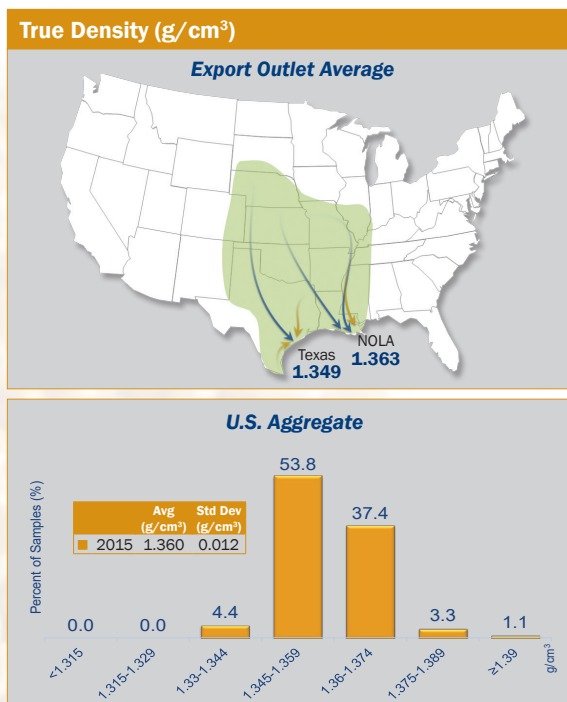 True Density (g/cm³)
Export Outlet Average
Texas
1.349
NOLA
1.363
U.S. Aggregate
Percent of Samples (%)
Avg Std Dev
(g/cm³) (g/cm³)
2015 1.360 0.012
0.0 0.0 4.4 53.8 37.4 3.3 1.1
<1.315 1.315-1.329 1.33-1.344 1.345-1.359 1.36-1.374 1.375-1.389 ≥1.39
g/cm³